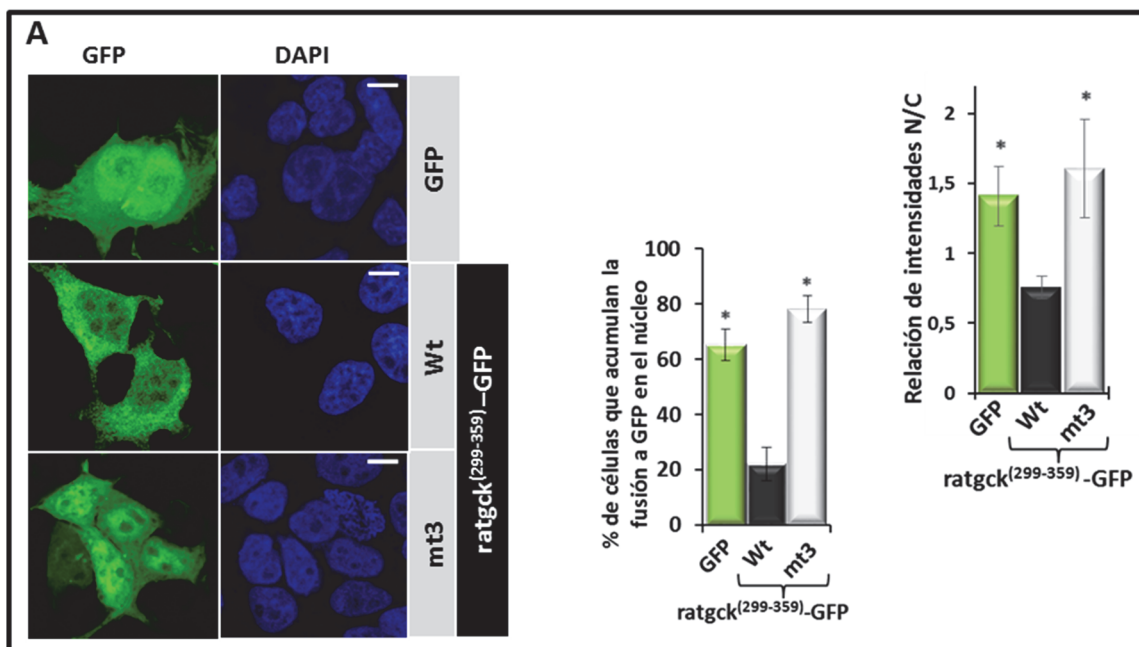 A
GFP
DAPI
GFP
Wt
mt3
ratgck(299-359)–GFP
% de células que acumulan la
fusión a GFP en el núcleo
100
80
60
40
20
0
*
*
GFP
Wt
mt3
ratgck(299-359)-GFP
Relación de intensidades N/C
2
1,5
1
0,5
0
*
*
GFP
Wt
mt3
ratgck(299-359)-GFP